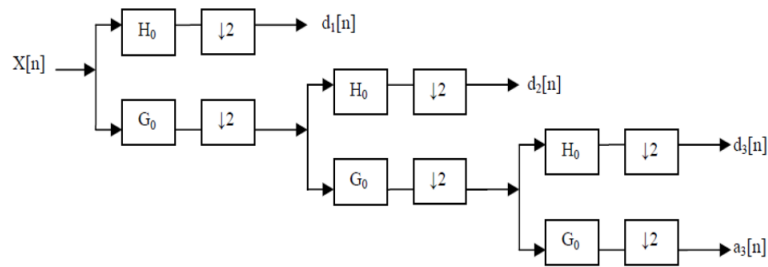 H₀ ↓2 d₁[n]
X[n]
G₀ ↓2 H₀ ↓2 d₂[n]
G₀ ↓2 H₀ ↓2 d₃[n]
G₀ ↓2 a₃[n]